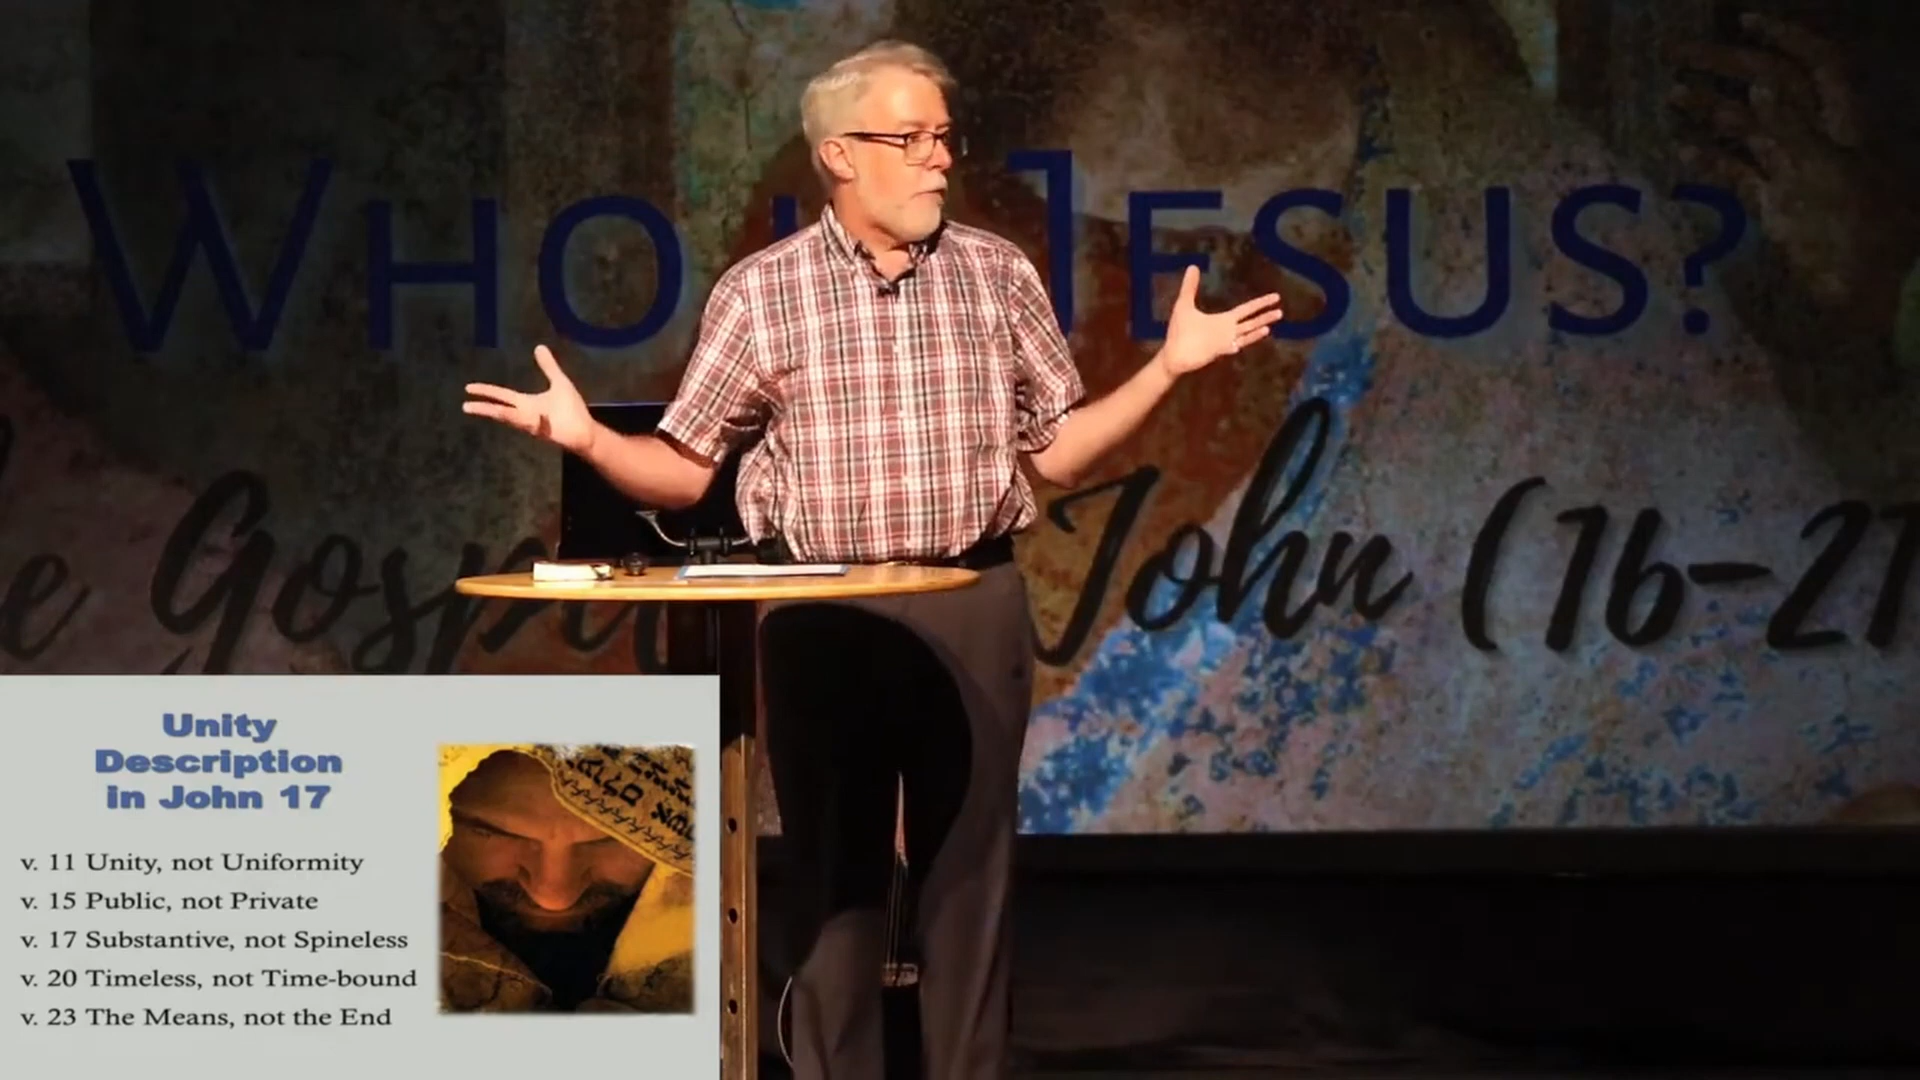 WHO JESUS?
e Gospel John (16-21
Unity
Description
in John 17
v. 11 Unity, not Uniformity
v. 15 Public, not Private
v. 17 Substantive, not Spineless
v. 20 Timeless, not Time-bound
v. 23 The Means, not the End